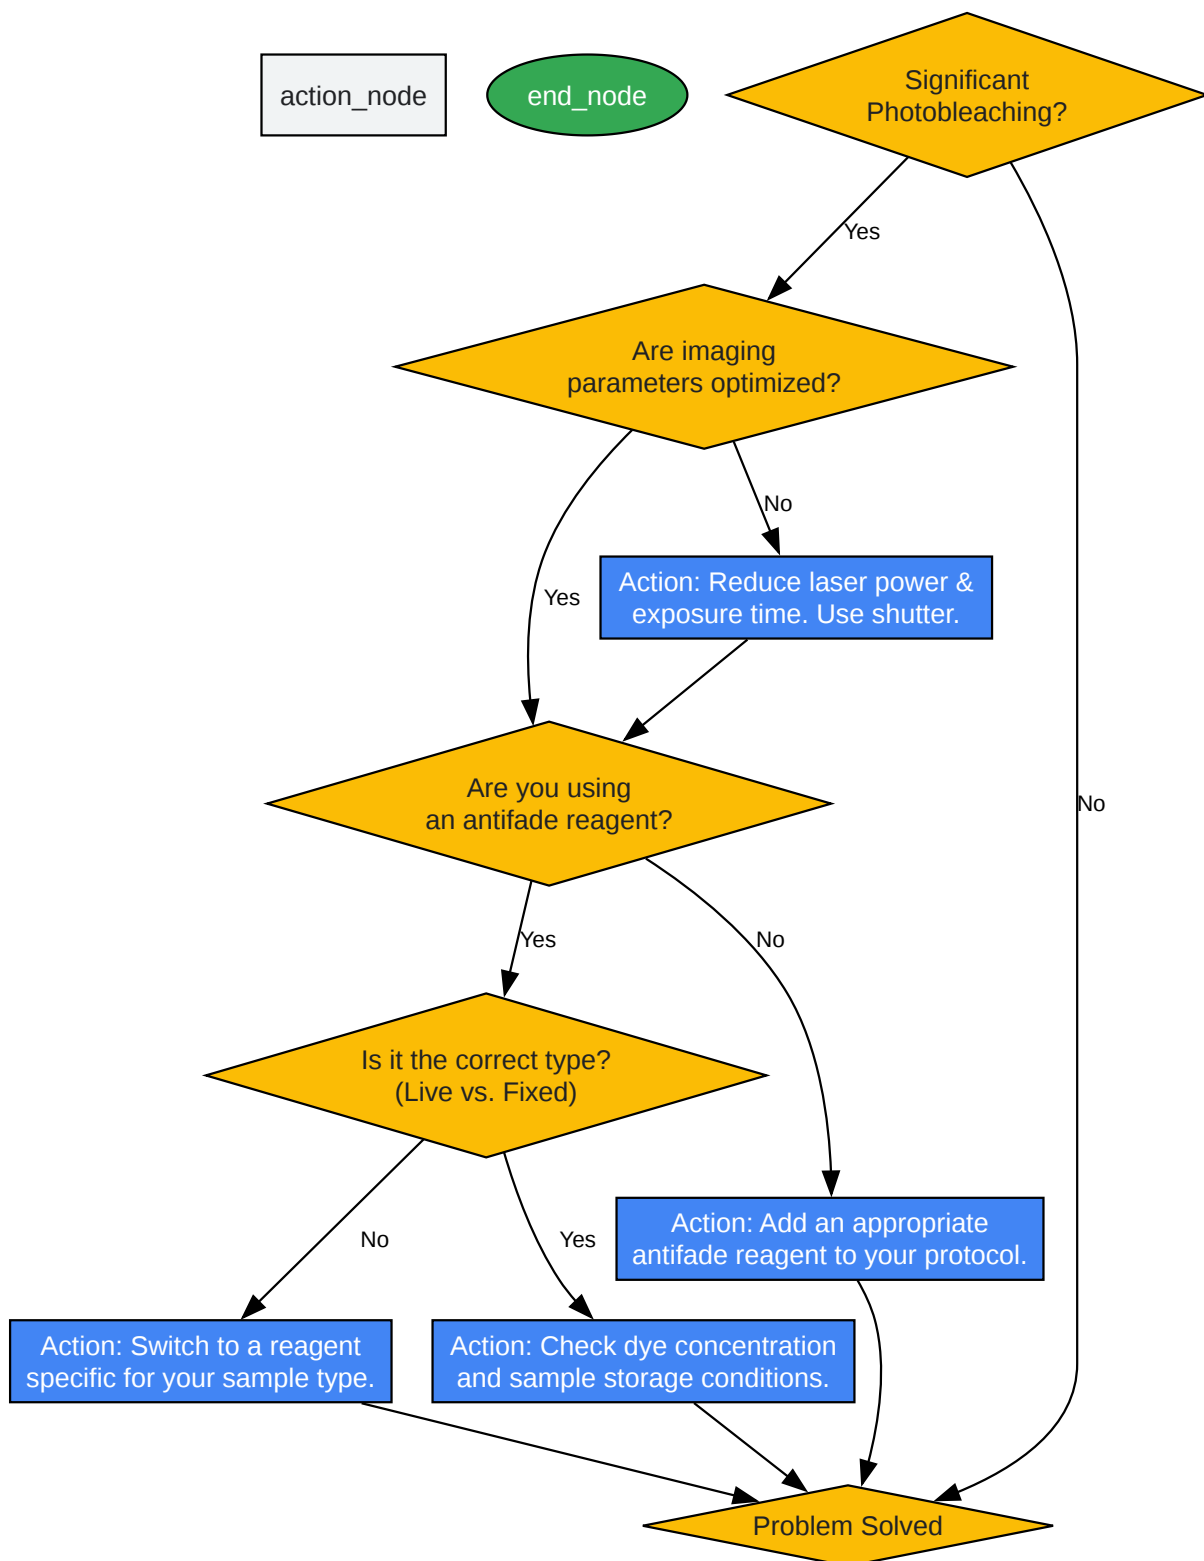 action_node
end_node
Significant
Photobleaching?
Yes
Are imaging
parameters optimized?
No
Action: Reduce laser power &
exposure time. Use shutter.
Yes
Are you using
an antifade reagent?
No
Yes
No
Is it the correct type?
(Live vs. Fixed)
No
Yes
Action: Add an appropriate
antifade reagent to your protocol.
Action: Switch to a reagent
specific for your sample type.
Action: Check dye concentration
and sample storage conditions.
Problem Solved